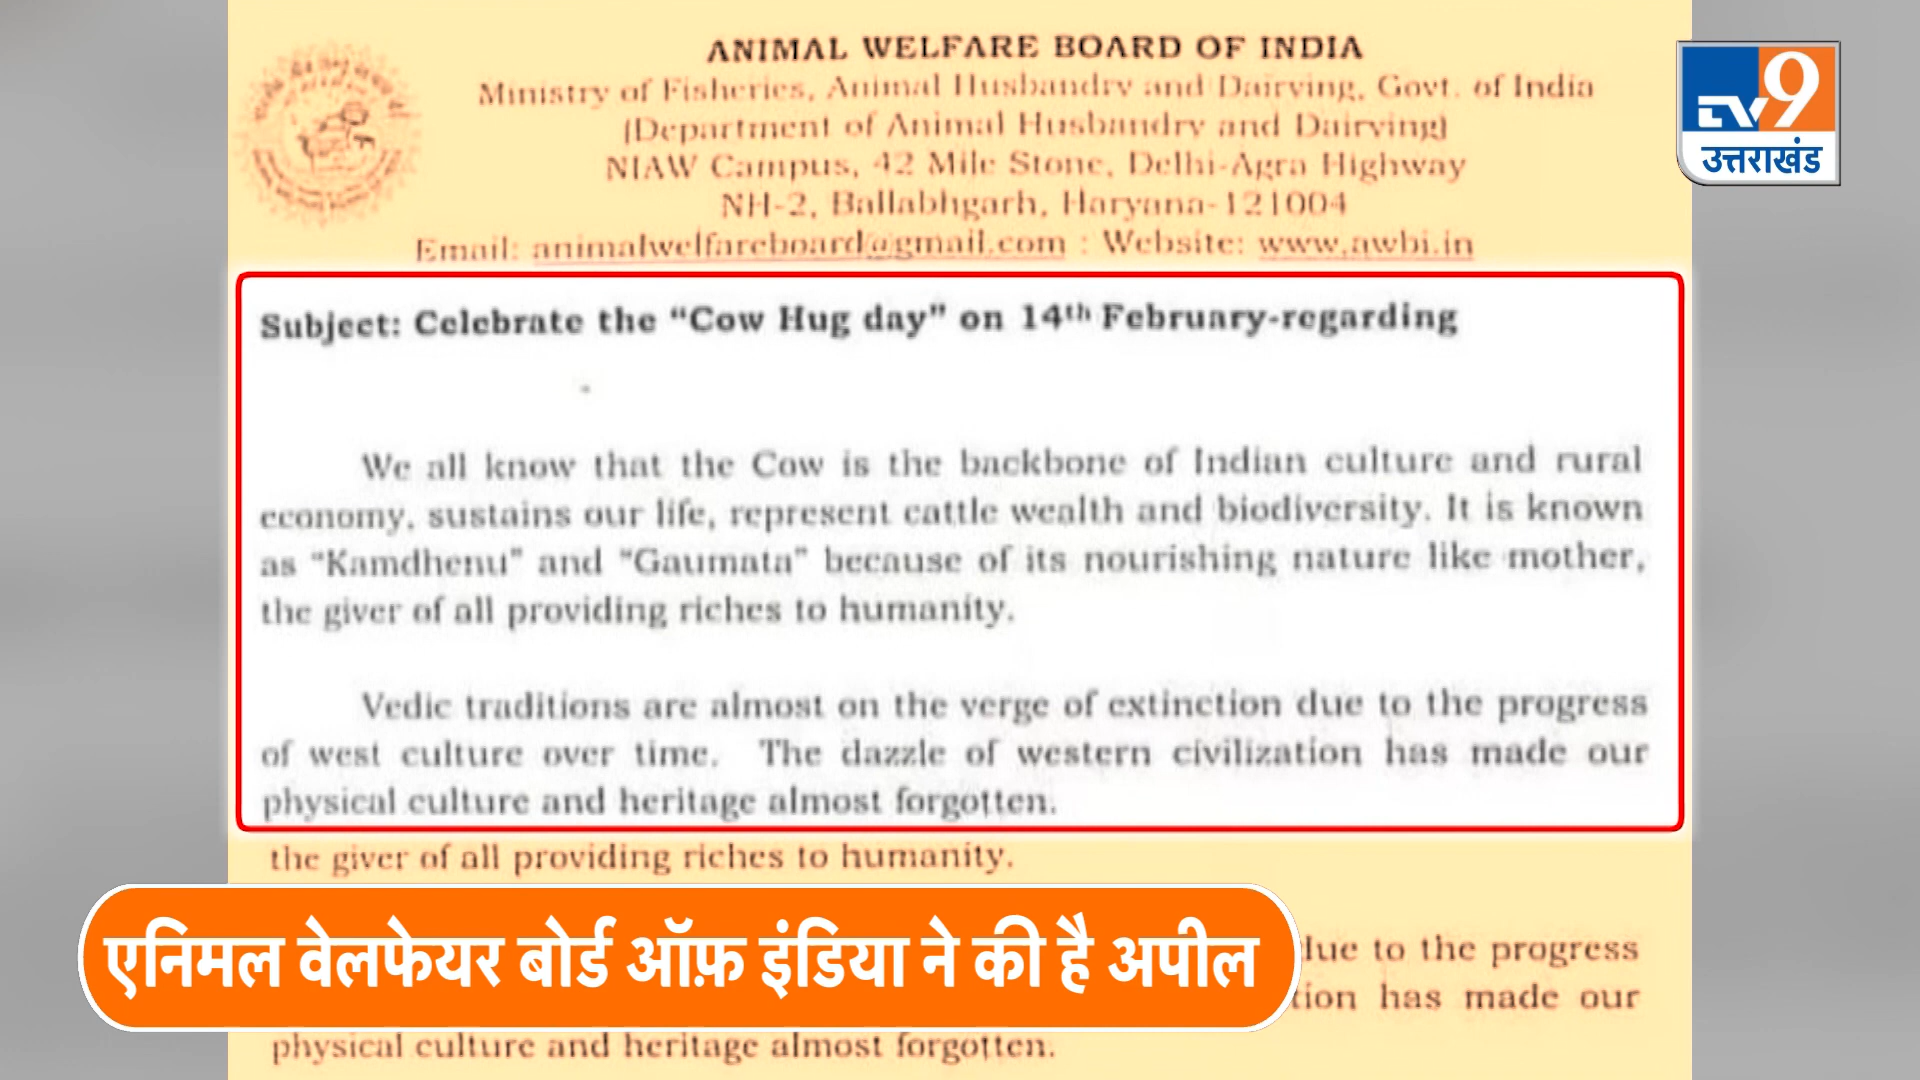 ANIMAL WELFARE BOARD OF INDIA
Ministry of Fisheries, Animal Husbandry and Dairying, Govt. of India
(Department of Animal Husbandry and Dairying)
NIAW Campus, 42 Mile Stone, Delhi-Agra Highway
NH-2, Ballabhgarh, Haryana-121004
Email: animalwelfareboard@gmail.com : Website: www.awbi.in
TV9
उत्तराखंड
Subject: Celebrate the “Cow Hug day” on 14th February-regarding
We all know that the Cow is the backbone of Indian culture and rural
economy, sustains our life, represent cattle wealth and biodiversity. It is known
as “Kamdhenu” and “Gaumata” because of its nourishing nature like mother,
the giver of all providing riches to humanity.
Vedic traditions are almost on the verge of extinction due to the progress
of west culture over time. The dazzle of western civilization has made our
physical culture and heritage almost forgotten.
the giver of all providing riches to humanity.
एनिमल वेलफेयर बोर्ड ऑफ़ इंडिया ने की है अपील
due to the progress
has made our
physical culture and heritage almost forgotten.